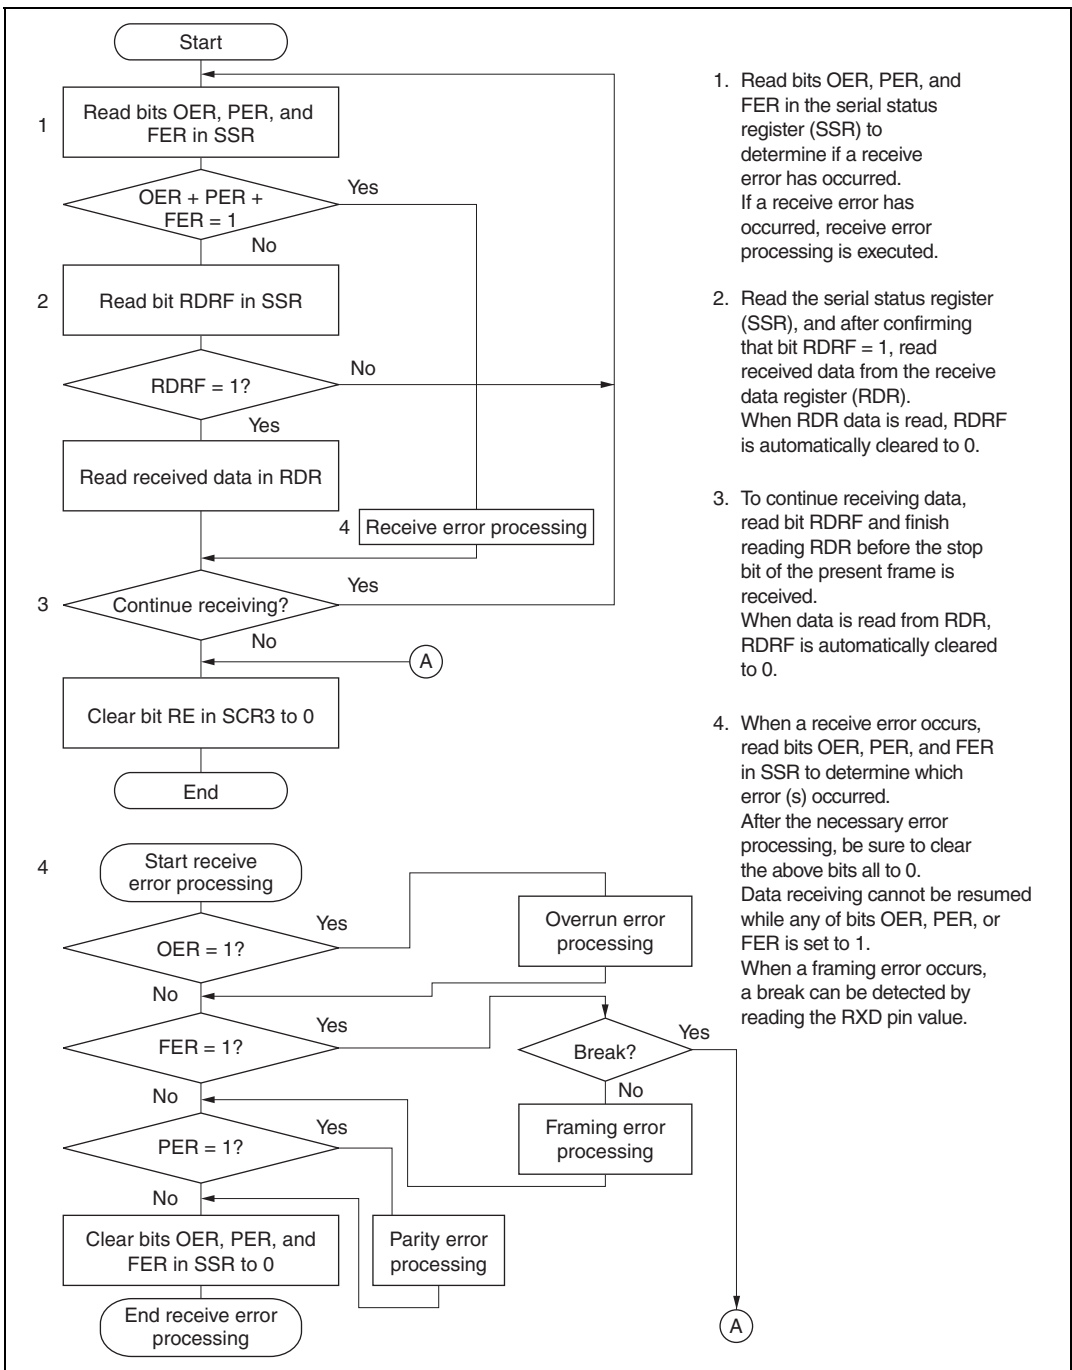 Start
1
Read bits OER, PER, and
FER in SSR
OER + PER +
FER = 1
Yes
No
2
Read bit RDRF in SSR
RDRF = 1?
No
Yes
Read received data in RDR
4
Receive error processing
3
Continue receiving?
Yes
No
A
Clear bit RE in SCR3 to 0
End
4
Start receive
error processing
OER = 1?
Yes
Overrun error
processing
No
FER = 1?
Yes
Break?
Yes
No
No
Framing error
processing
PER = 1?
Yes
No
Clear bits OER, PER, and
FER in SSR to 0
Parity error
processing
End receive error
processing
A
1. Read bits OER, PER, and
FER in the serial status
register (SSR) to
determine if a receive
error has occurred.
If a receive error has
occurred, receive error
processing is executed.
2. Read the serial status register
(SSR), and after confirming
that bit RDRF = 1, read
received data from the receive
data register (RDR).
When RDR data is read, RDRF
is automatically cleared to 0.
3. To continue receiving data,
read bit RDRF and finish
reading RDR before the stop
bit of the present frame is
received.
When data is read from RDR,
RDRF is automatically cleared
to 0.
4. When a receive error occurs,
read bits OER, PER, and FER
in SSR to determine which
error (s) occurred.
After the necessary error
processing, be sure to clear
the above bits all to 0.
Data receiving cannot be resumed
while any of bits OER, PER, or
FER is set to 1.
When a framing error occurs,
a break can be detected by
reading the RXD pin value.